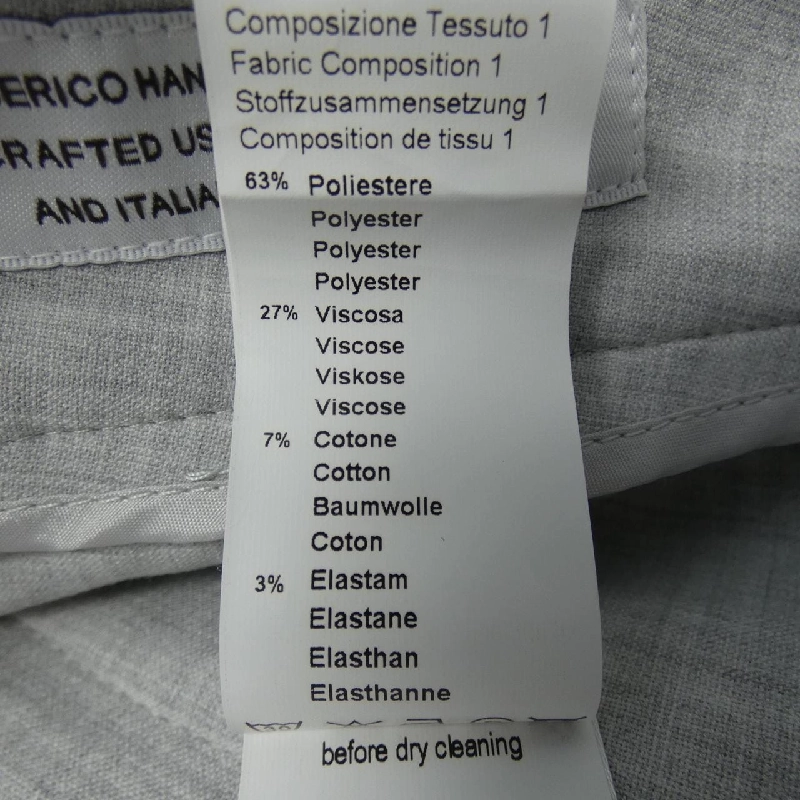 ERICO HAN
RAFTED US
AND ITALIA
Composizione Tessuto 1
Fabric Composition 1
Stoffzusammensetzung 1
Composition de tissu 1
63% Poliestere
Polyester
Polyester
Polyester
27% Viscosa
Viscose
Viskose
Viscose
7% Cotone
Cotton
Baumwolle
Coton
3% Elastam
Elastane
Elasthan
Elasthanne
before dry cleaning